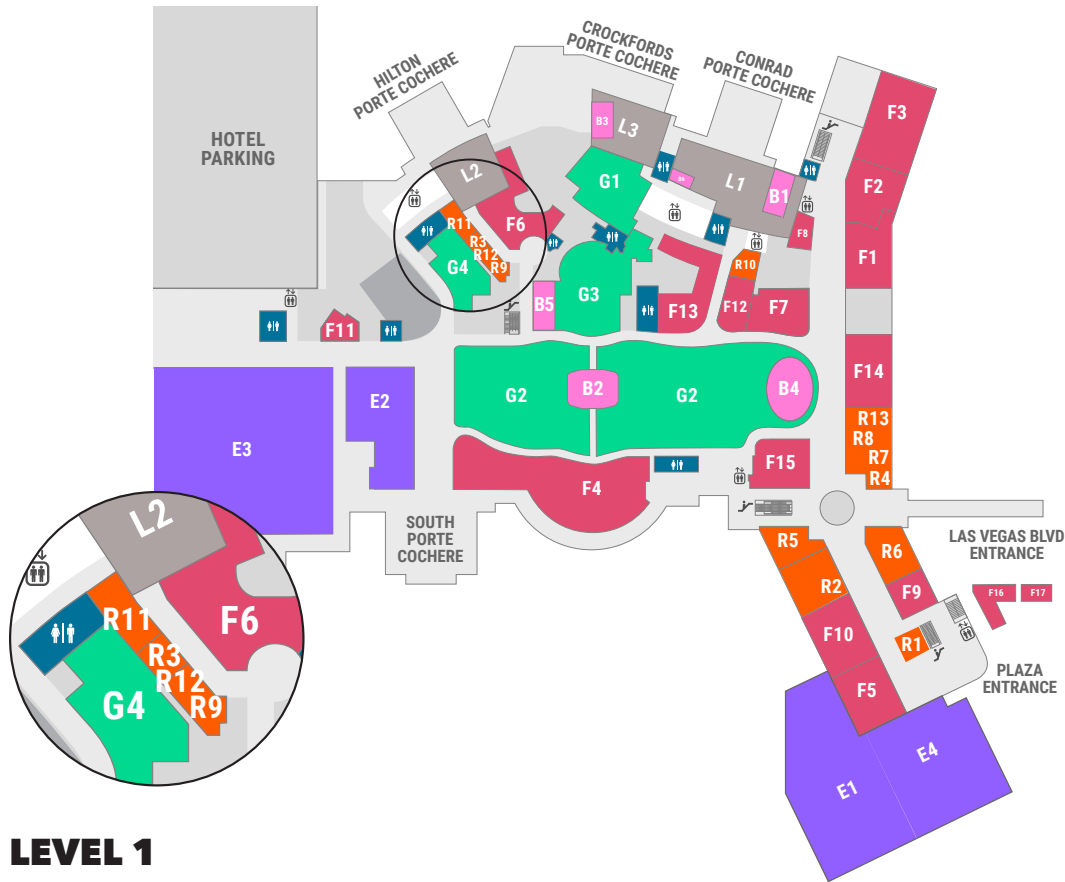 CROCKFORDS
PORTE COCHERE
CONRAD
PORTE COCHERE
HILTON
PORTE COCHERE
HOTEL
PARKING
F3
B3
L3
L2
G1
L1
B1
F2
R11
F6
F8
R3
R12
R9
G4
R10
F1
B5
G3
F13
F12
F7
F11
F14
G2
B2
G2
B4
E2
R13
R8
R7
R4
E3
F15
F4
SOUTH
PORTE
COCHERE
LAS VEGAS BLVD
ENTRANCE
R5
R6
R2
F9
F16
F17
F10
R1
PLAZA
ENTRANCE
F5
L2
R11
F6
R3
R12
R9
G4
E4
E1
LEVEL 1